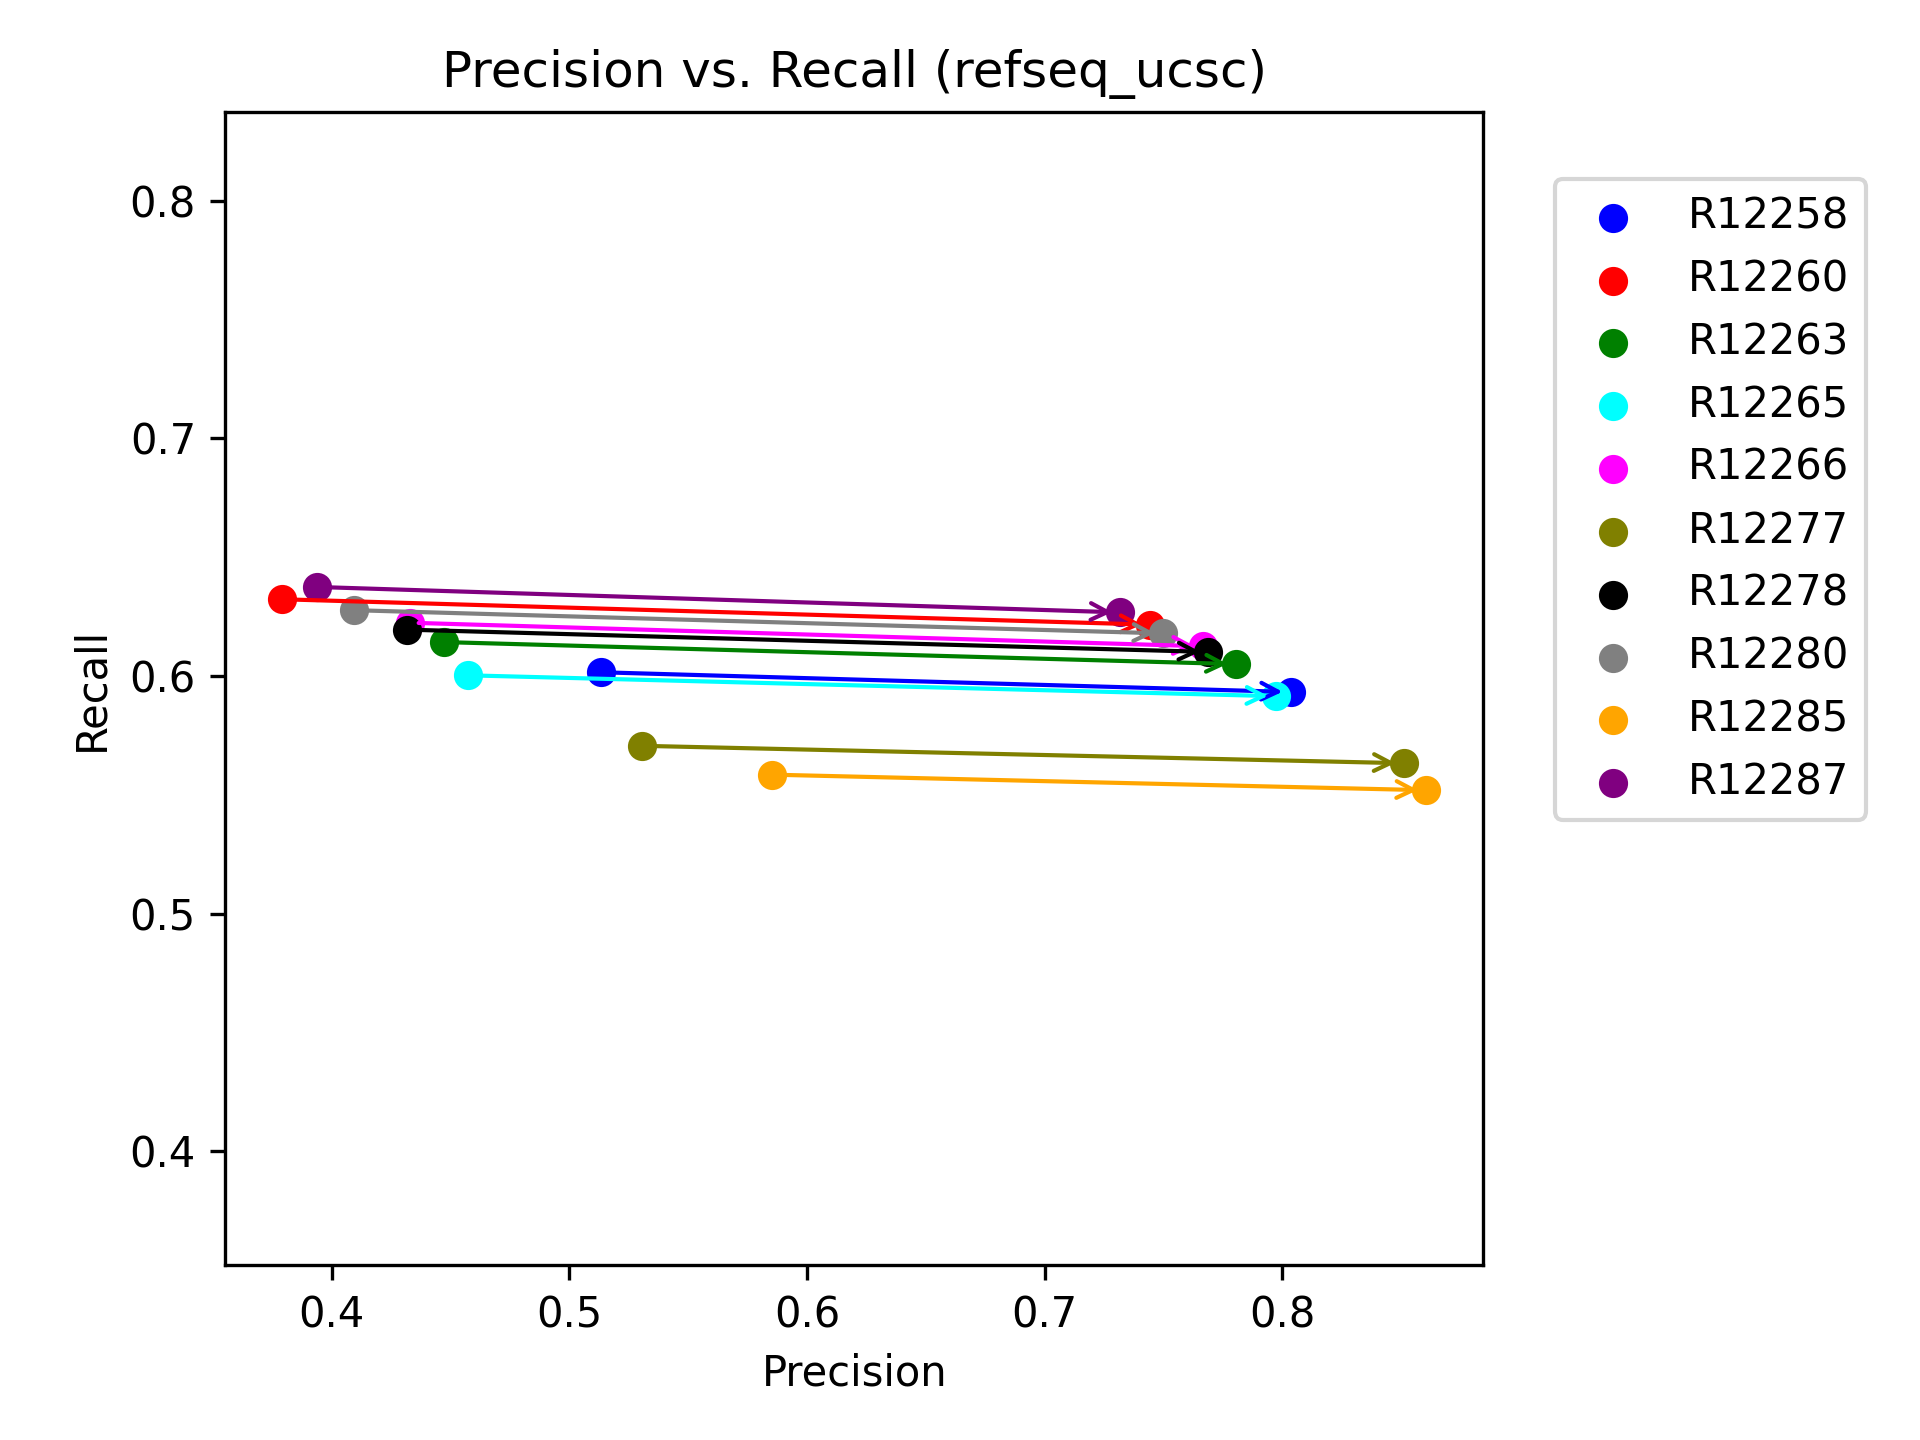 Precision vs. Recall (refseq_ucsc)
0.8
0.7
0.6
0.5
0.4
Recall
0.4 0.5 0.6 0.7 0.8
Precision
R12258
R12260
R12263
R12265
R12266
R12277
R12278
R12280
R12285
R12287